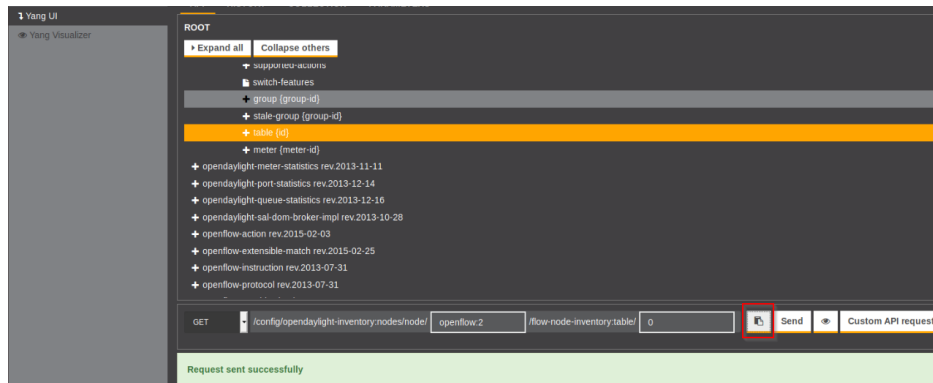 Yang UI
Yang Visualizer
ROOT
Expand all Collapse others
supported-actions
switch-features
group {group-id}
stale-group {group-id}
table {id}
meter {meter-id}
opendaylight-meter-statistics rev.2013-11-11
opendaylight-port-statistics rev.2013-12-14
opendaylight-queue-statistics rev.2013-12-16
opendaylight-sal-dom-broker-impl rev.2013-10-28
openflow-action rev.2015-02-03
openflow-extensible-match rev.2015-02-25
openflow-instruction rev.2013-07-31
openflow-protocol rev.2013-07-31
GET /config/opendaylight-inventory:nodes/node/ openflow:2 /flow-node-inventory:table/ 0 Send Custom API request
Request sent successfully